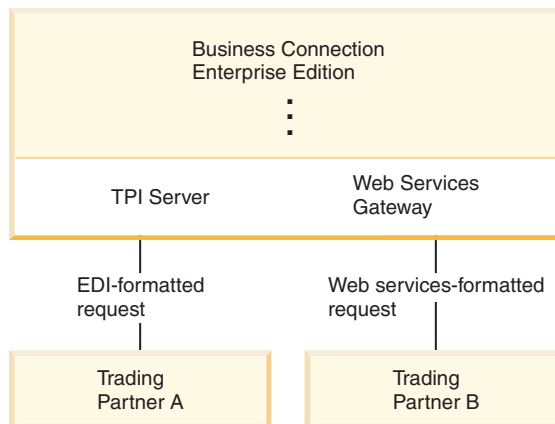 Business Connection
Enterprise Edition
TPI Server
Web Services
Gateway
EDI-formatted
request
Web services-formatted
request
Trading
Partner A
Trading
Partner B